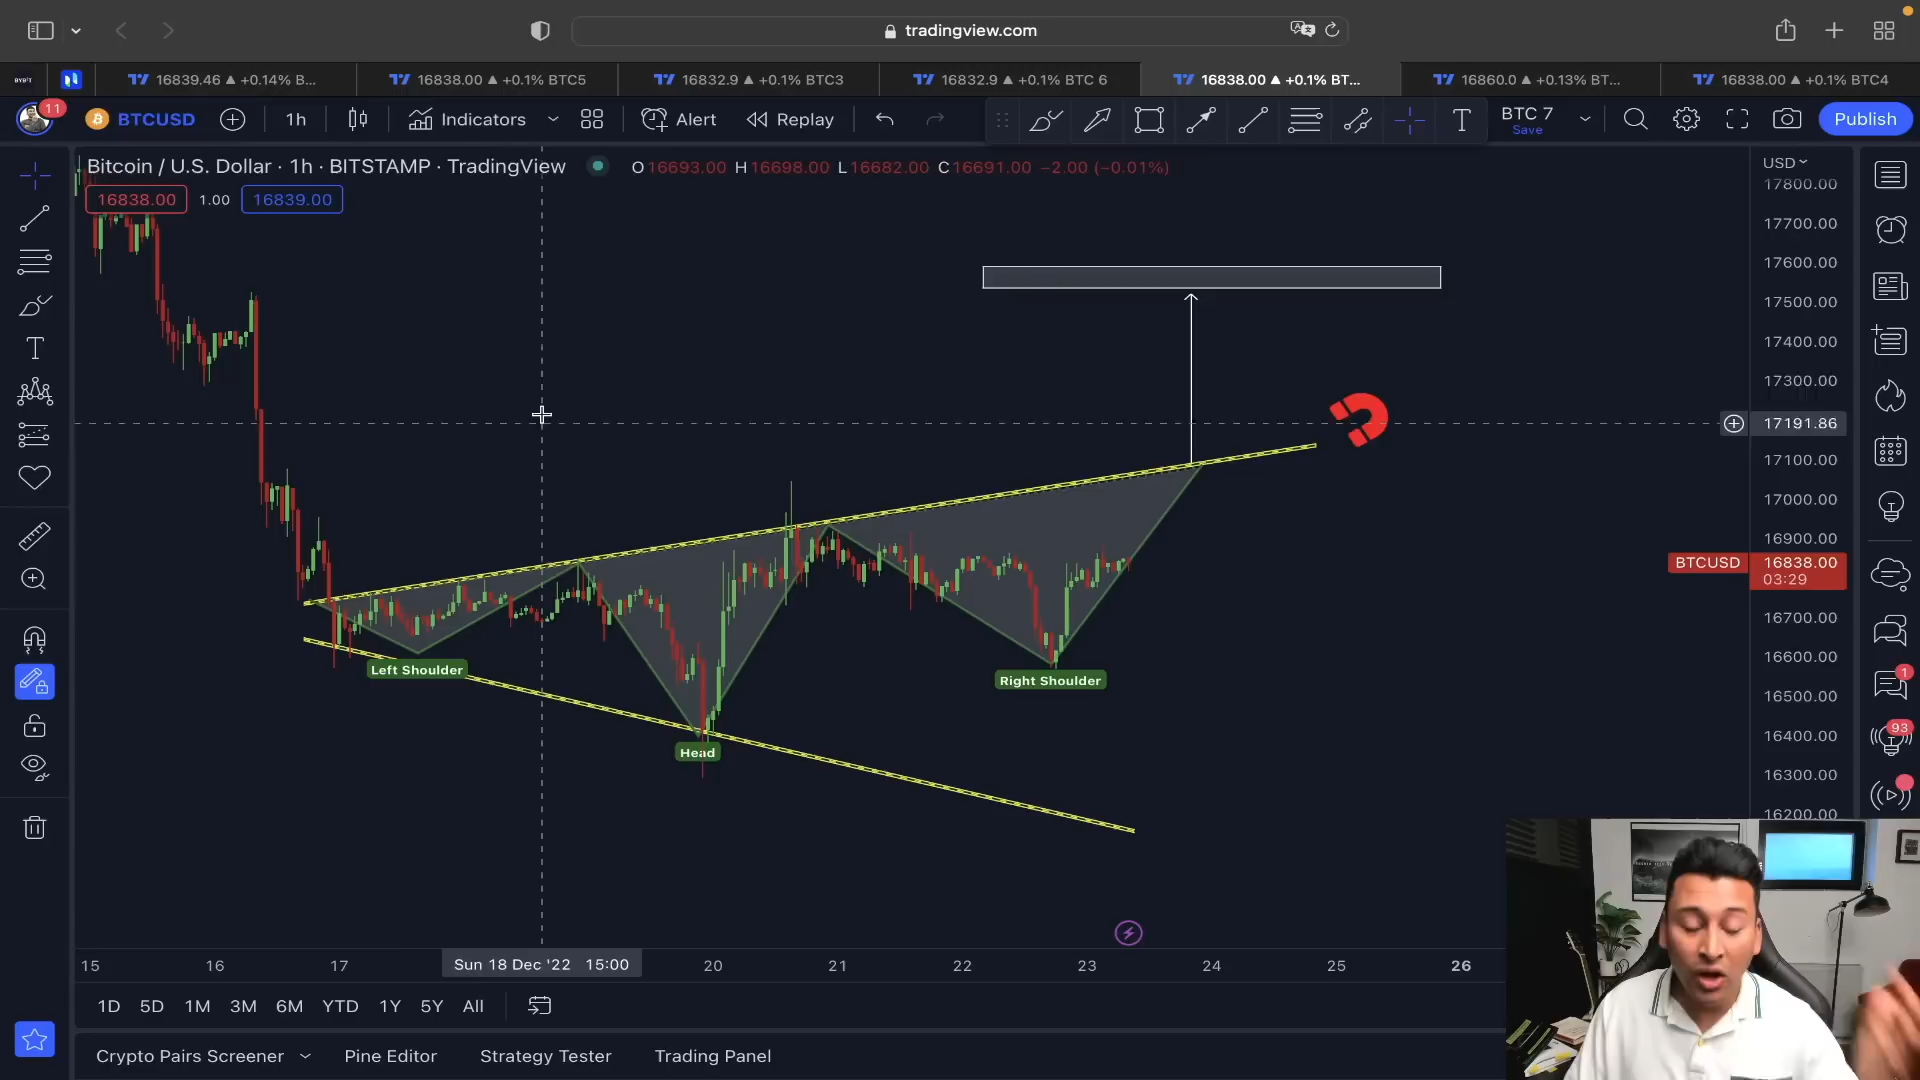 tradingview.com
BYBIT
16839.46 ▲ +0.14% B...
16838.00 ▲ +0.1% BTC5
16832.9 ▲ +0.1% BTC3
16832.9 ▲ +0.1% BTC 6
16838.00 ▲ +0.1% BT...
16860.0 ▲ +0.13% BT...
16838.00 ▲ +0.1% BTC4
11
BTCUSD
1h
Indicators
Alert
Replay
BTC 7
Save
Publish
Bitcoin / U.S. Dollar · 1h · BITSTAMP · TradingView
O16693.00 H16698.00 L16682.00 C16691.00 −2.00 (−0.01%)
USD
16838.00
1.00
16839.00
17800.00
17700.00
17600.00
17500.00
17400.00
17300.00
17191.86
17100.00
17000.00
16900.00
BTCUSD
16838.00
03:29
16700.00
16600.00
16500.00
16400.00
16300.00
16200.00
Left Shoulder
Right Shoulder
Head
1
93
15
16
17
Sun 18 Dec '22 15:00
20
21
22
23
24
25
26
1D
5D
1M
3M
6M
YTD
1Y
5Y
All
Crypto Pairs Screener
Pine Editor
Strategy Tester
Trading Panel